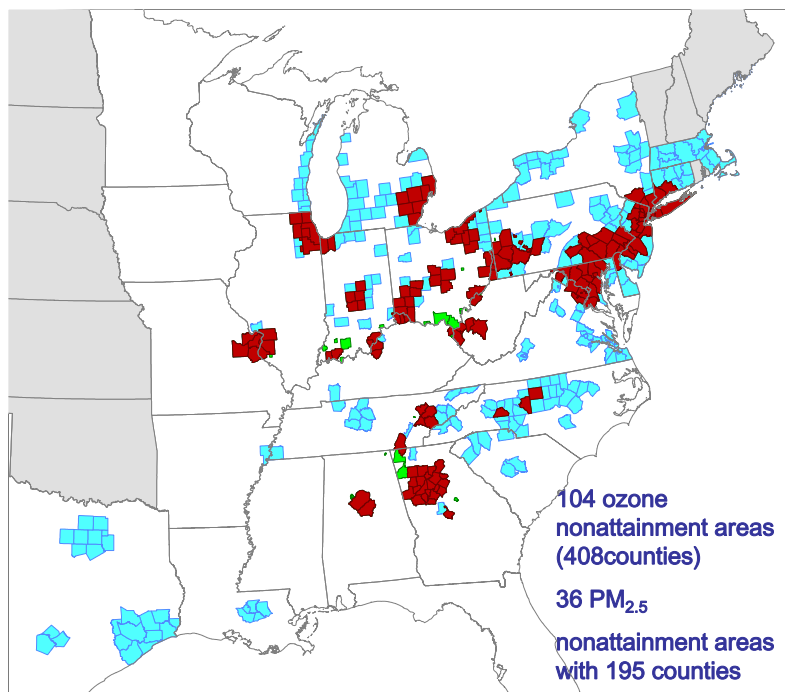 104 ozone
nonattainment areas
(408counties)
36 PM₂.₅
nonattainment areas
with 195 counties